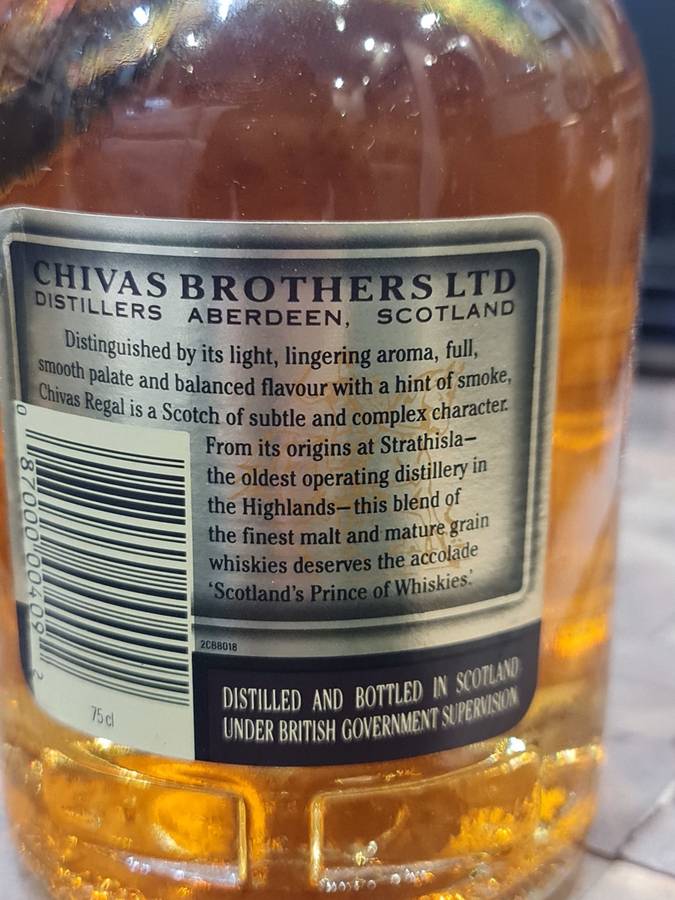 CHIVAS BROTHERS LTD
DISTILLERS ABERDEEN, SCOTLAND
Distinguished by its light, lingering aroma, full,
smooth palate and balanced flavour with a hint of smoke,
Chivas Regal is a Scotch of subtle and complex character.
From its origins at Strathisla–
the oldest operating distillery in
the Highlands–this blend of
the finest malt and mature grain
whiskies deserves the accolade
‘Scotland’s Prince of Whiskies’.
0 87000 00409 2
2CBB018
75 cl
DISTILLED AND BOTTLED IN SCOTLAND
UNDER BRITISH GOVERNMENT SUPERVISION